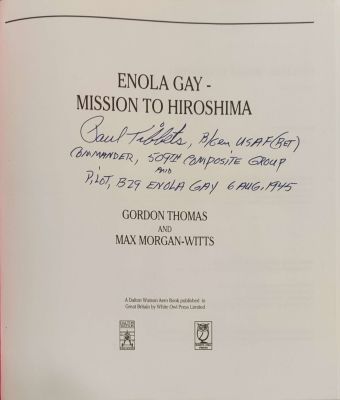 ENOLA GAY -
MISSION TO HIROSHIMA
Paul Tibbets, B/Gen USAF (Ret)
COMMANDER, 509TH COMPOSITE GROUP
AND
PILOT, B29 ENOLA GAY 6 AUG, 1945
GORDON THOMAS
AND
MAX MORGAN-WITTS
A Dalton Watson Aero Book published in
Great Britain by White Owl Press Limited